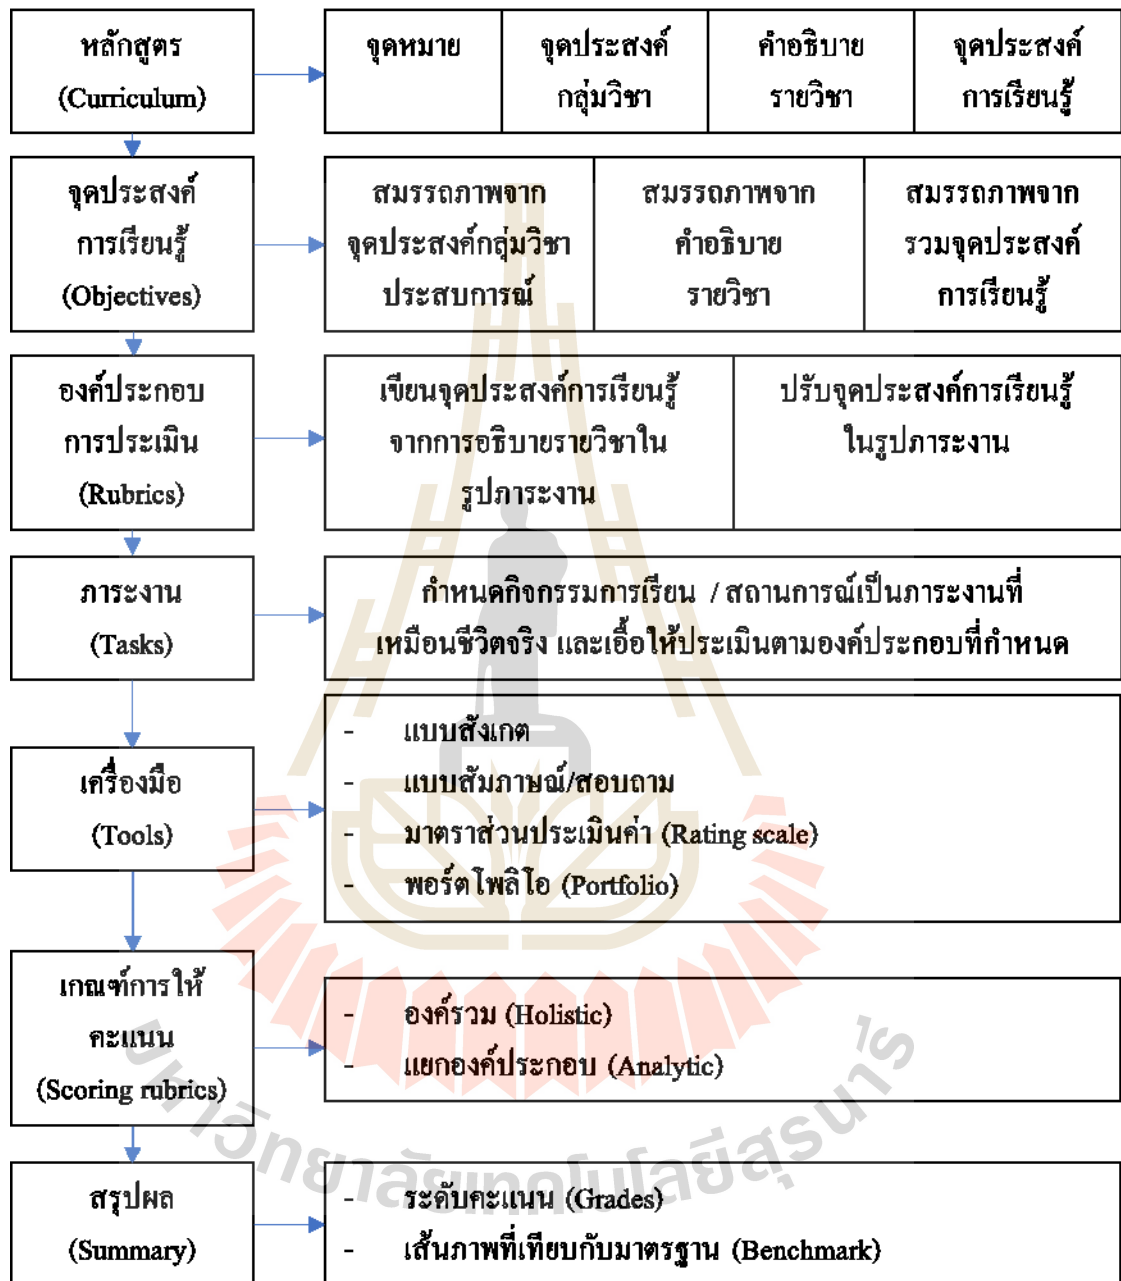 หลักสูตร
(Curriculum)
จุดหมาย
จุดประสงค์
กลุ่มวิชา
คำอธิบาย
รายวิชา
จุดประสงค์
การเรียนรู้
จุดประสงค์
การเรียนรู้
(Objectives)
สมรรถภาพจาก
จุดประสงค์กลุ่มวิชา
ประสบการณ์
สมรรถภาพจาก
คำอธิบาย
รายวิชา
สมรรถภาพจาก
รวมจุดประสงค์
การเรียนรู้
องค์ประกอบ
การประเมิน
(Rubrics)
เขียนจุดประสงค์การเรียนรู้
จากการอธิบายรายวิชาใน
รูปภาระงาน
ปรับจุดประสงค์การเรียนรู้
ในรูปภาระงาน
ภาระงาน
(Tasks)
กำหนดกิจกรรมการเรียน / สถานการณ์เป็นภาระงานที่
เหมือนชีวิตจริง และเอื้อให้ประเมินตามองค์ประกอบที่กำหนด
เครื่องมือ
(Tools)
- แบบสังเกต
- แบบสัมภาษณ์/สอบถาม
- มาตราส่วนประเมินค่า (Rating scale)
- พอร์ตโพลิโอ (Portfolio)
เกณฑ์การให้
คะแนน
(Scoring rubrics)
- องค์รวม (Holistic)
- แยกองค์ประกอบ (Analytic)
สรุปผล
(Summary)
- ระดับคะแนน (Grades)
- เส้นภาพที่เทียบกับมาตรฐาน (Benchmark)
มหาวิทยาลัยเทคโนโลยีสุรนารี